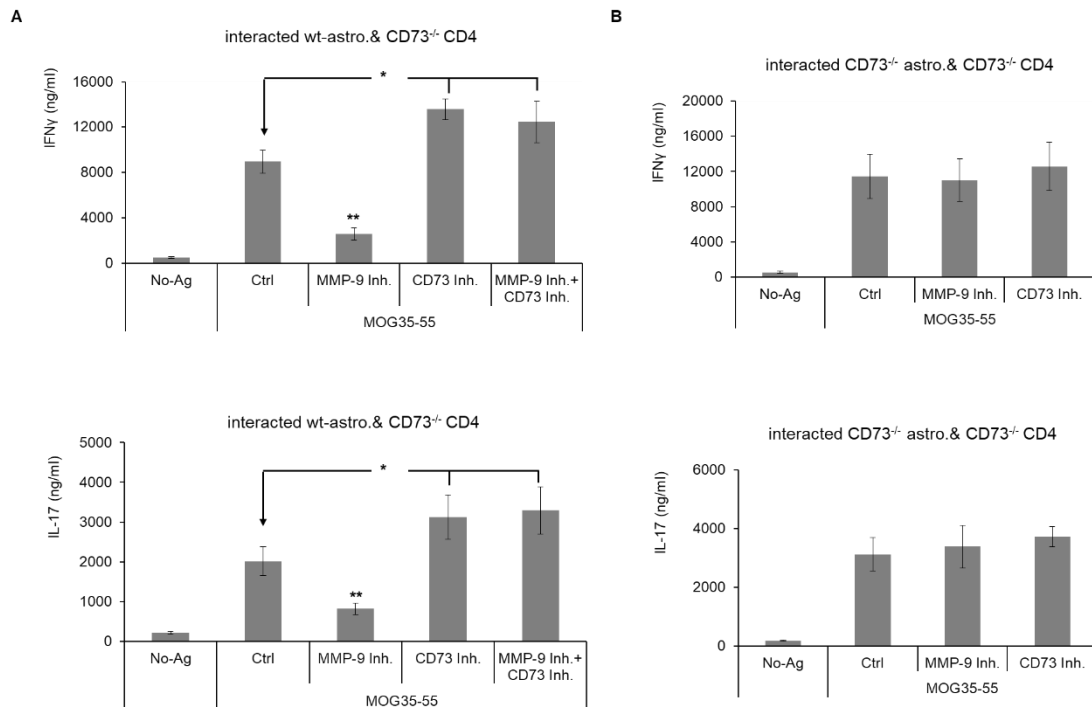 A
interacted wt-astro.& CD73-/- CD4
IFNγ (ng/ml)
16000
12000
8000
4000
0
*
**
No-Ag
Ctrl
MMP-9 Inh.
CD73 Inh.
MMP-9 Inh.+
CD73 Inh.
MOG35-55
interacted wt-astro.& CD73-/- CD4
IL-17 (ng/ml)
5000
4000
3000
2000
1000
0
*
**
No-Ag
Ctrl
MMP-9 Inh.
CD73 Inh.
MMP-9 Inh.+
CD73 Inh.
MOG35-55
B
interacted CD73-/- astro.& CD73-/- CD4
IFNγ (ng/ml)
20000
16000
12000
8000
4000
0
No-Ag
Ctrl
MMP-9 Inh.
CD73 Inh.
MOG35-55
interacted CD73-/- astro.& CD73-/- CD4
IL-17 (ng/ml)
6000
4000
2000
0
No-Ag
Ctrl
MMP-9 Inh.
CD73 Inh.
MOG35-55